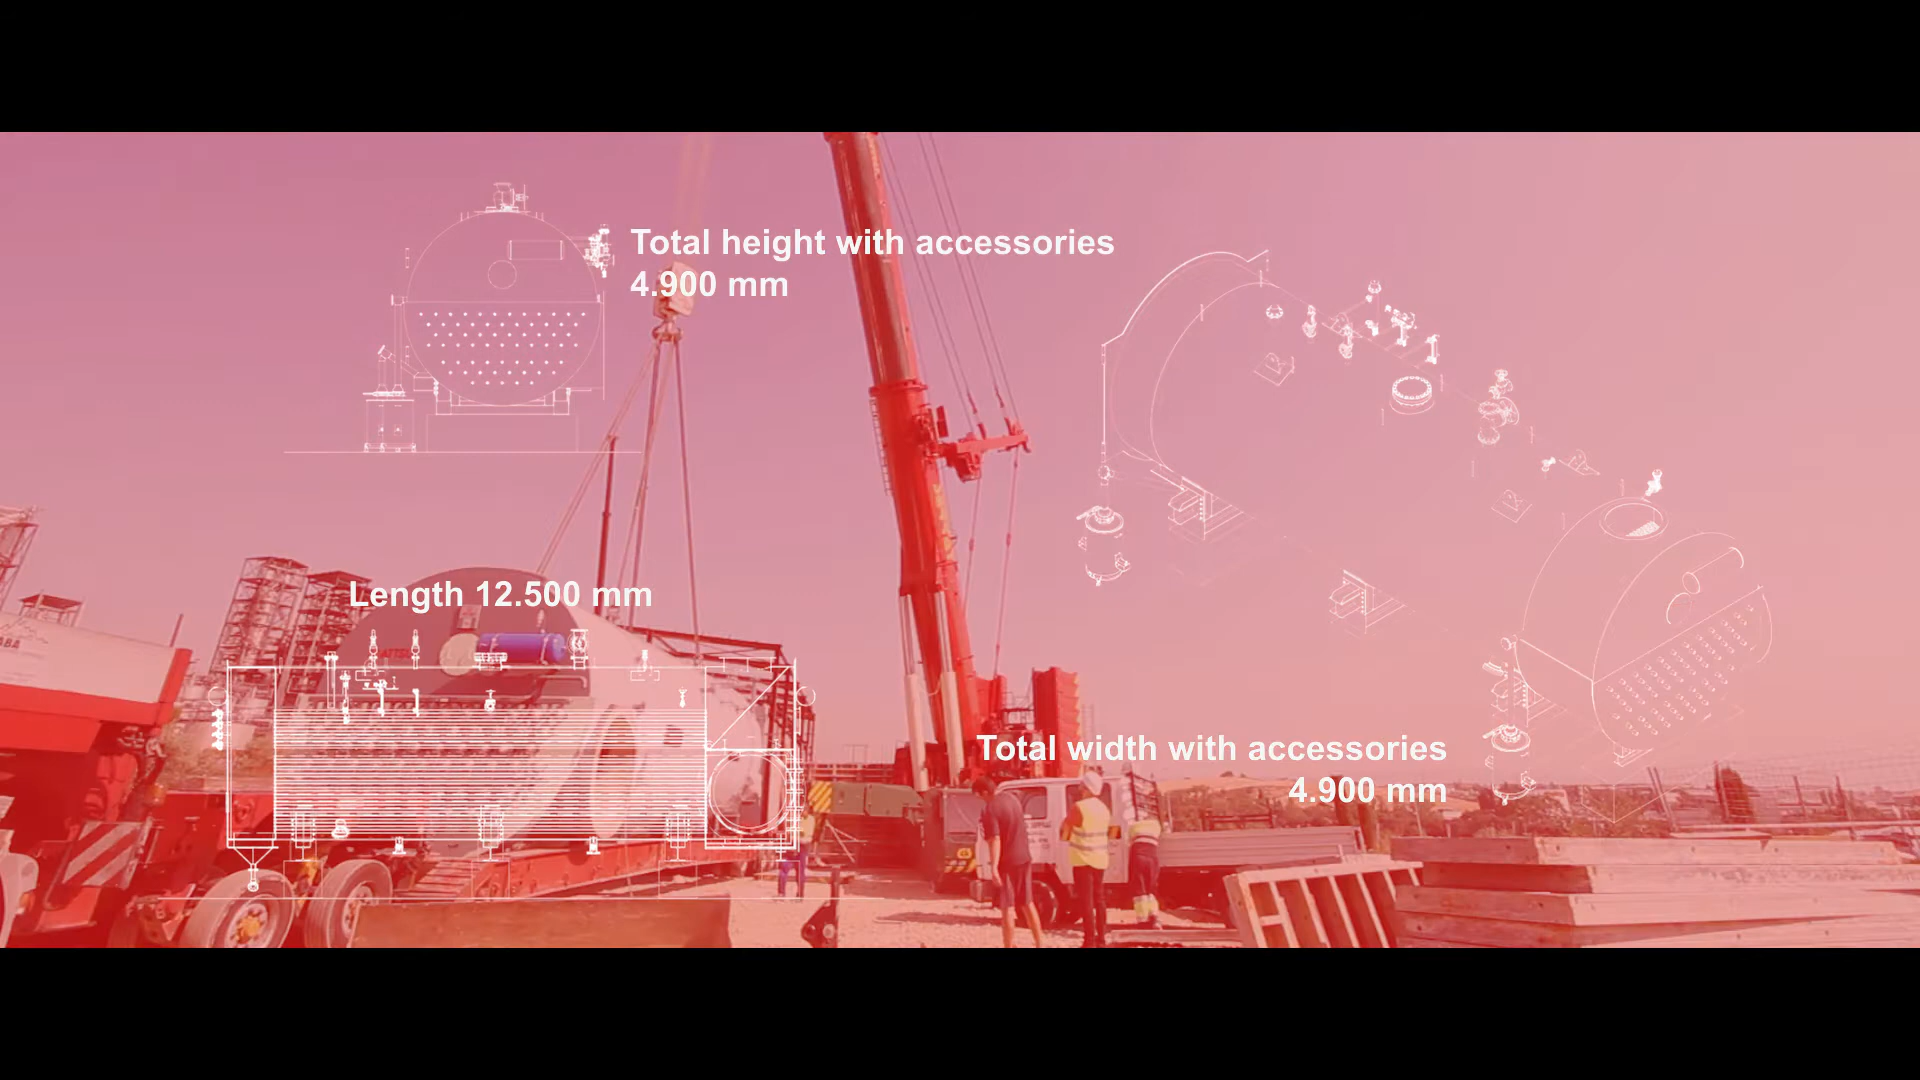 Total height with accessories
4.900 mm
Length 12.500 mm
Total width with accessories
4.900 mm